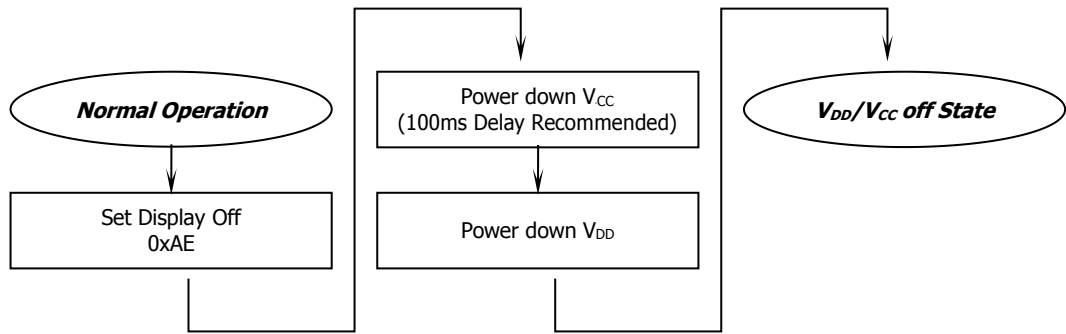 Normal Operation
Set Display Off
0xAE
Power down VCC
(100ms Delay Recommended)
Power down VDD
VDD/VCC off State